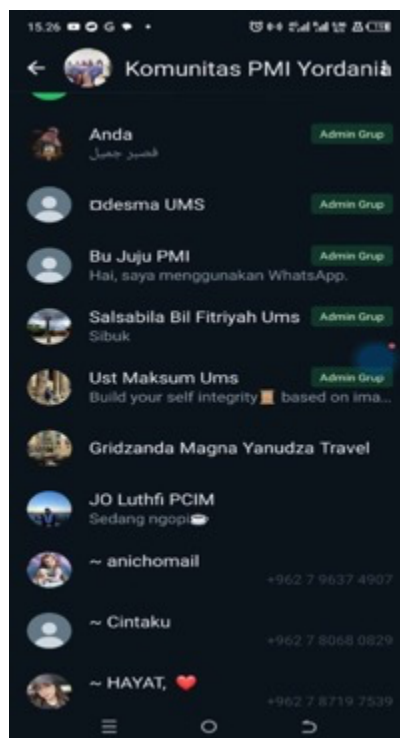 15.26
Komunitas PMI Yordania
Anda Admin Grup
فصبر جميل
desma UMS Admin Grup
Bu Juju PMI Admin Grup
Hai, saya menggunakan WhatsApp.
Salsabila Bil Fitriyah Ums Admin Grup
Sibuk
Ust Maksum Ums Admin Grup
Build your self integrity based on ima...
Gridzanda Magna Yanudza Travel
JO Luthfi PCIM
Sedang ngopi
~ anichomail
+962 7 9637 4907
~ Cintaku
+962 7 8068 0829
~ HAYAT, ❤️
+962 7 8719 7539